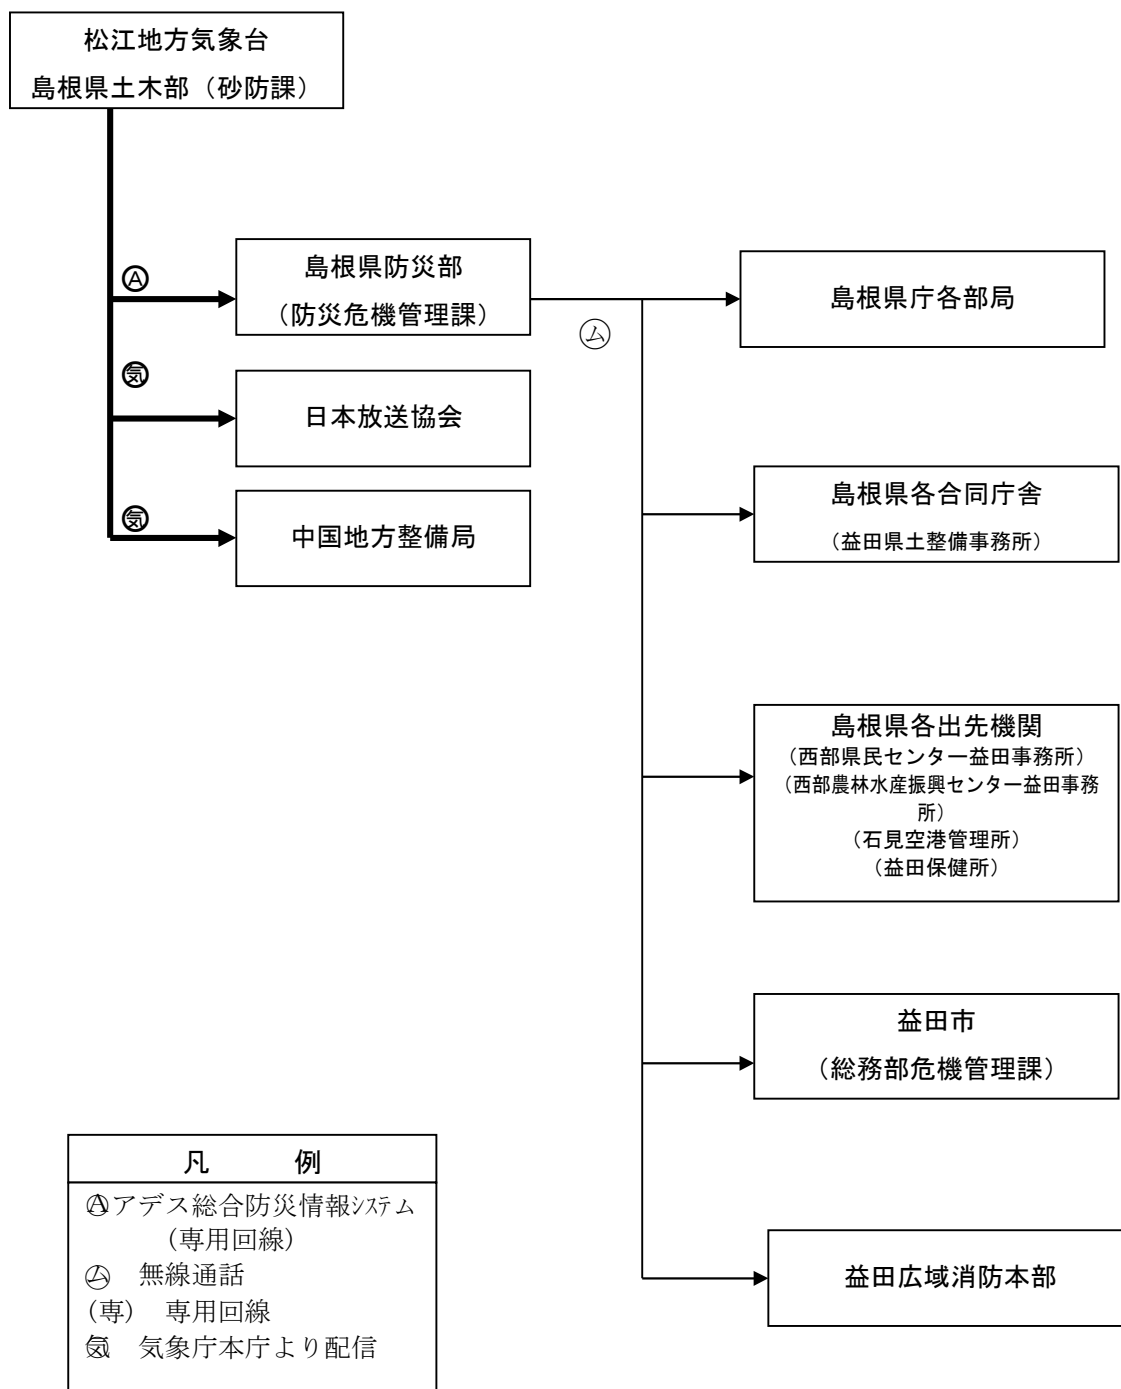 松江地方気象台
島根県土木部（砂防課）
Ⓐ
島根県防災部
（防災危機管理課）
㋰
島根県庁各部局
㊋気
日本放送協会
島根県各合同庁舎
（益田県土整備事務所）
気
中国地方整備局
島根県各出先機関
（西部県民センター益田事務所）
（西部農林水産振興センター益田事務
所）
（石見空港管理所）
（益田保健所）
益田市
（総務部危機管理課）
益田広域消防本部
凡　例
Ⓐアデス総合防災情報システム
（専用回線）
㋰　無線通話
（専）　専用回線
気　気象庁本庁より配信